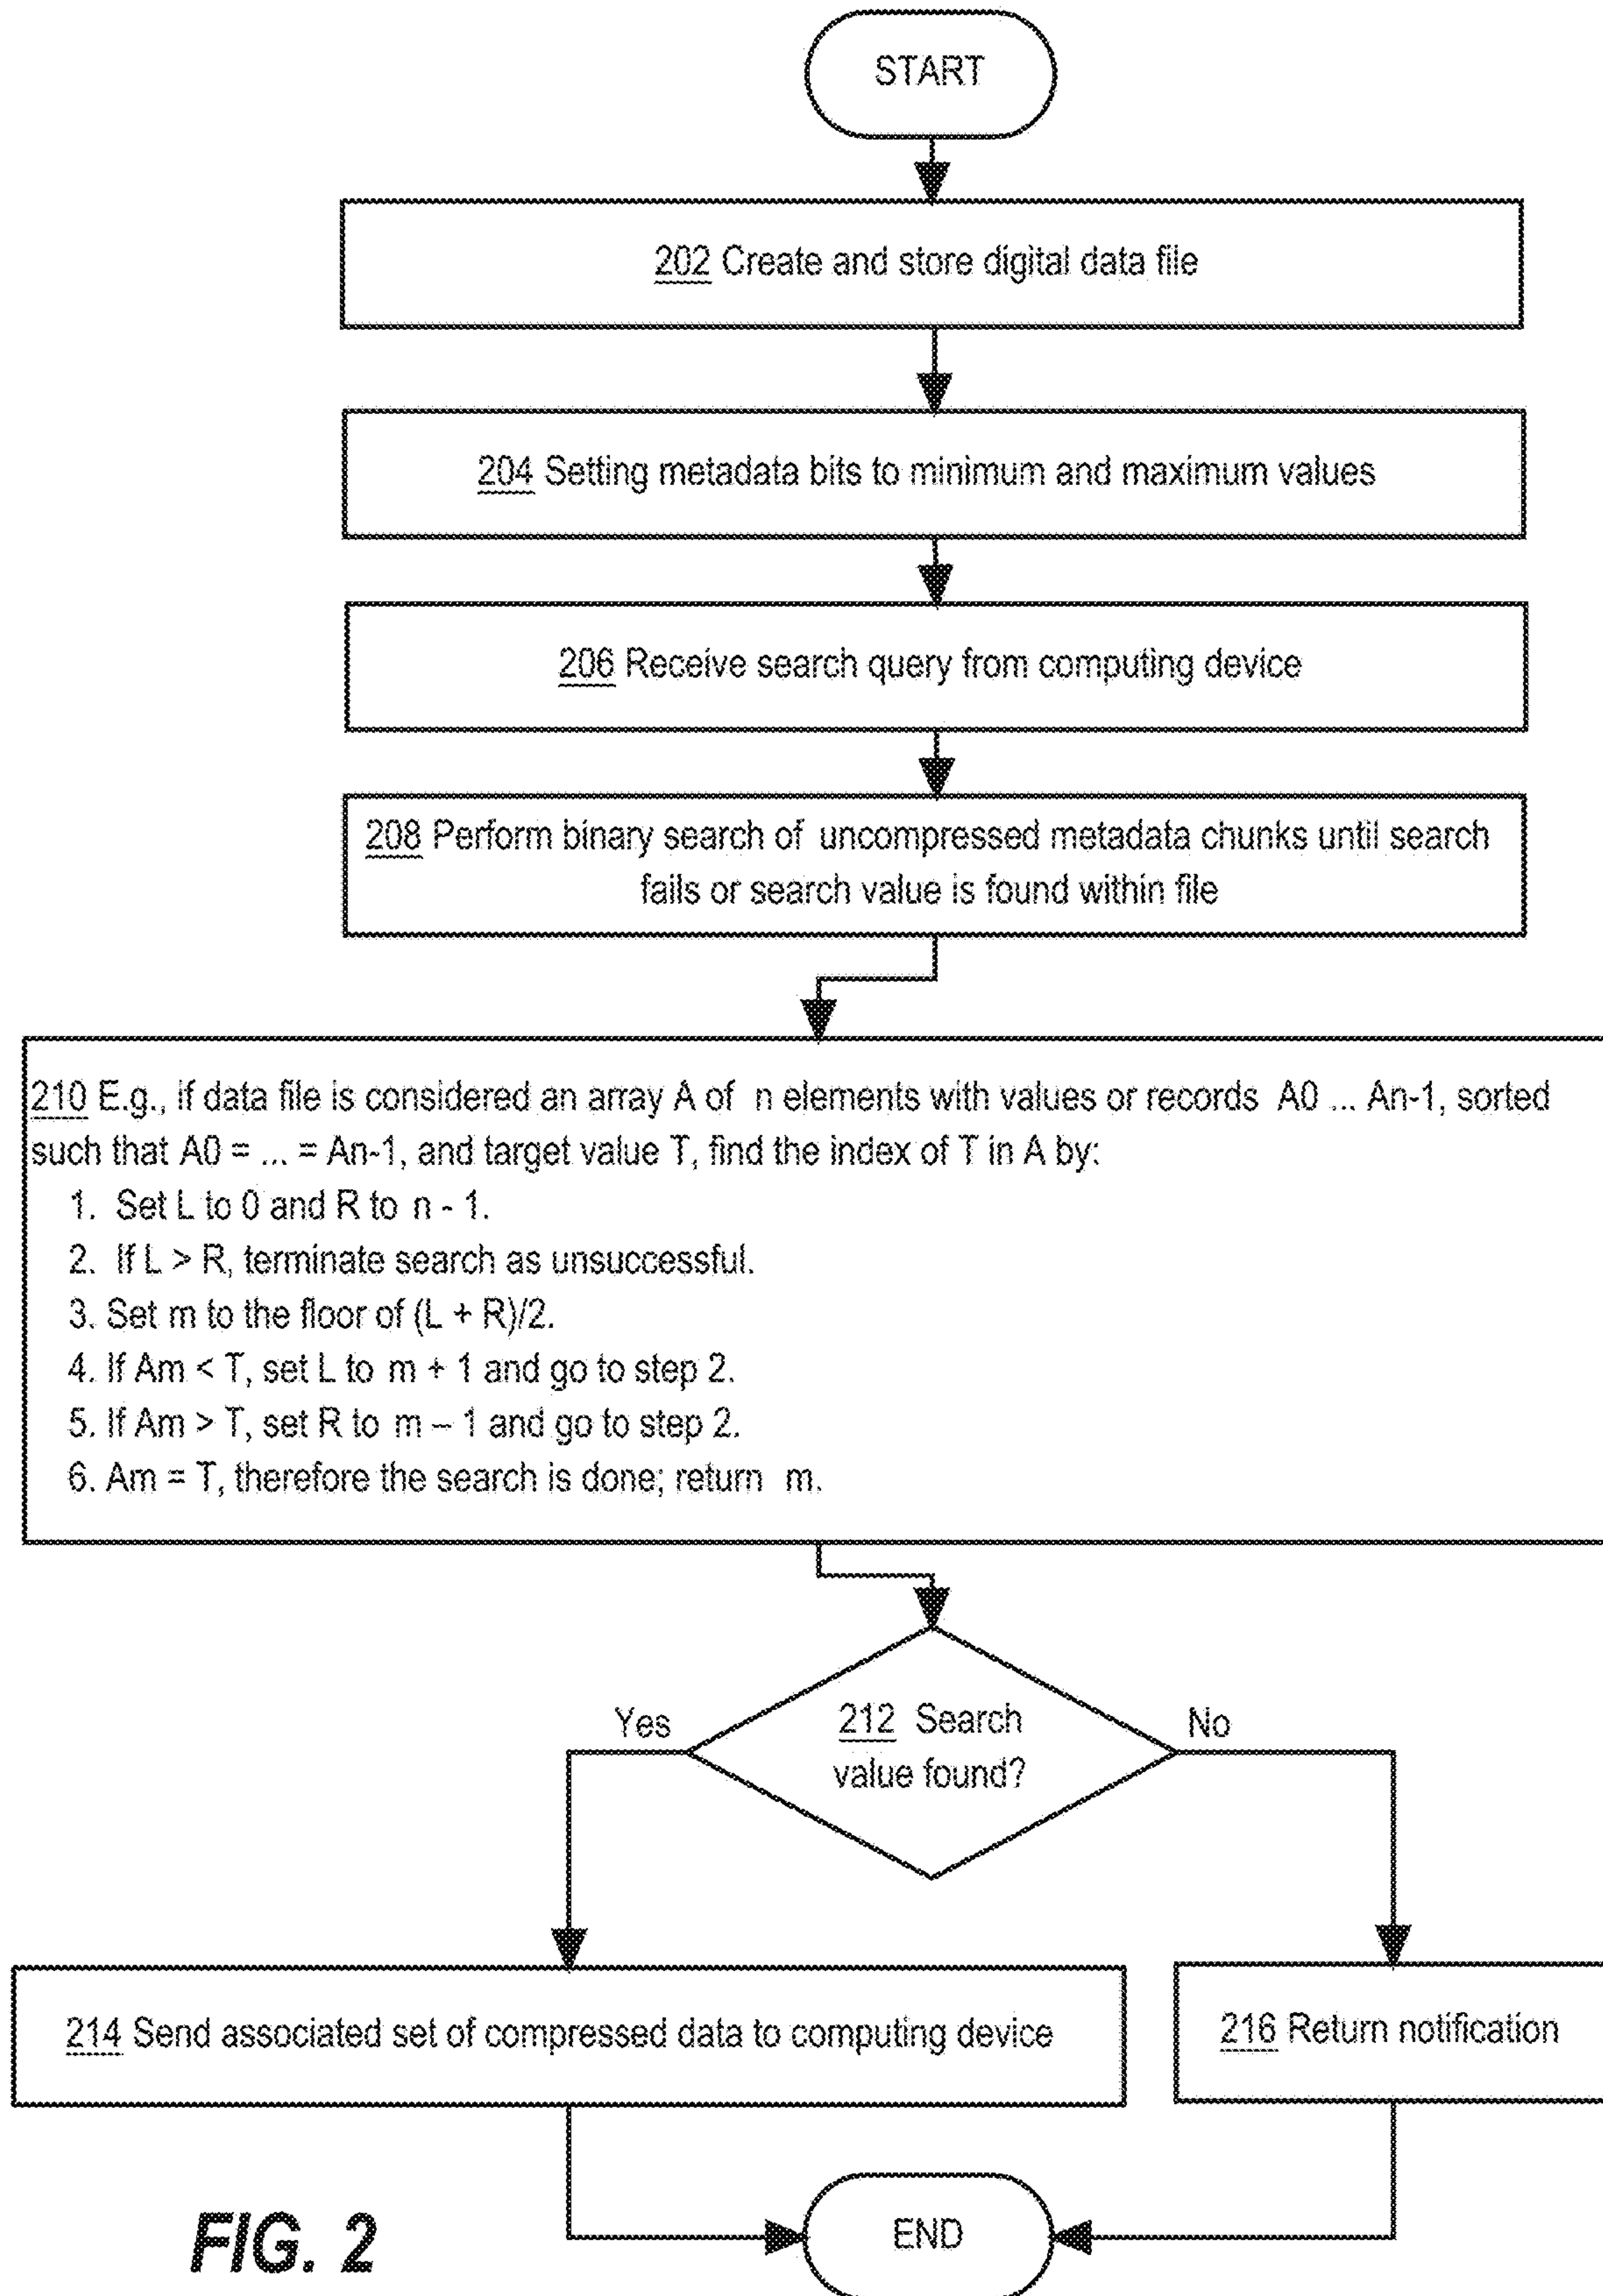 START
202 Create and store digital data file
204 Setting metadata bits to minimum and maximum values
206 Receive search query from computing device
208 Perform binary search of uncompressed metadata chunks until search
fails or search value is found within file
210 E.g., if data file is considered an array A of n elements with values or records A0 ... An-1, sorted
such that A0 = ... = An-1, and target value T, find the index of T in A by:
1. Set L to 0 and R to n - 1.
2. If L > R, terminate search as unsuccessful.
3. Set m to the floor of (L + R)/2.
4. If Am < T, set L to m + 1 and go to step 2.
5. If Am > T, set R to m – 1 and go to step 2.
6. Am = T, therefore the search is done; return m.
Yes
212 Search
value found?
No
214 Send associated set of compressed data to computing device
216 Return notification
END
FIG. 2